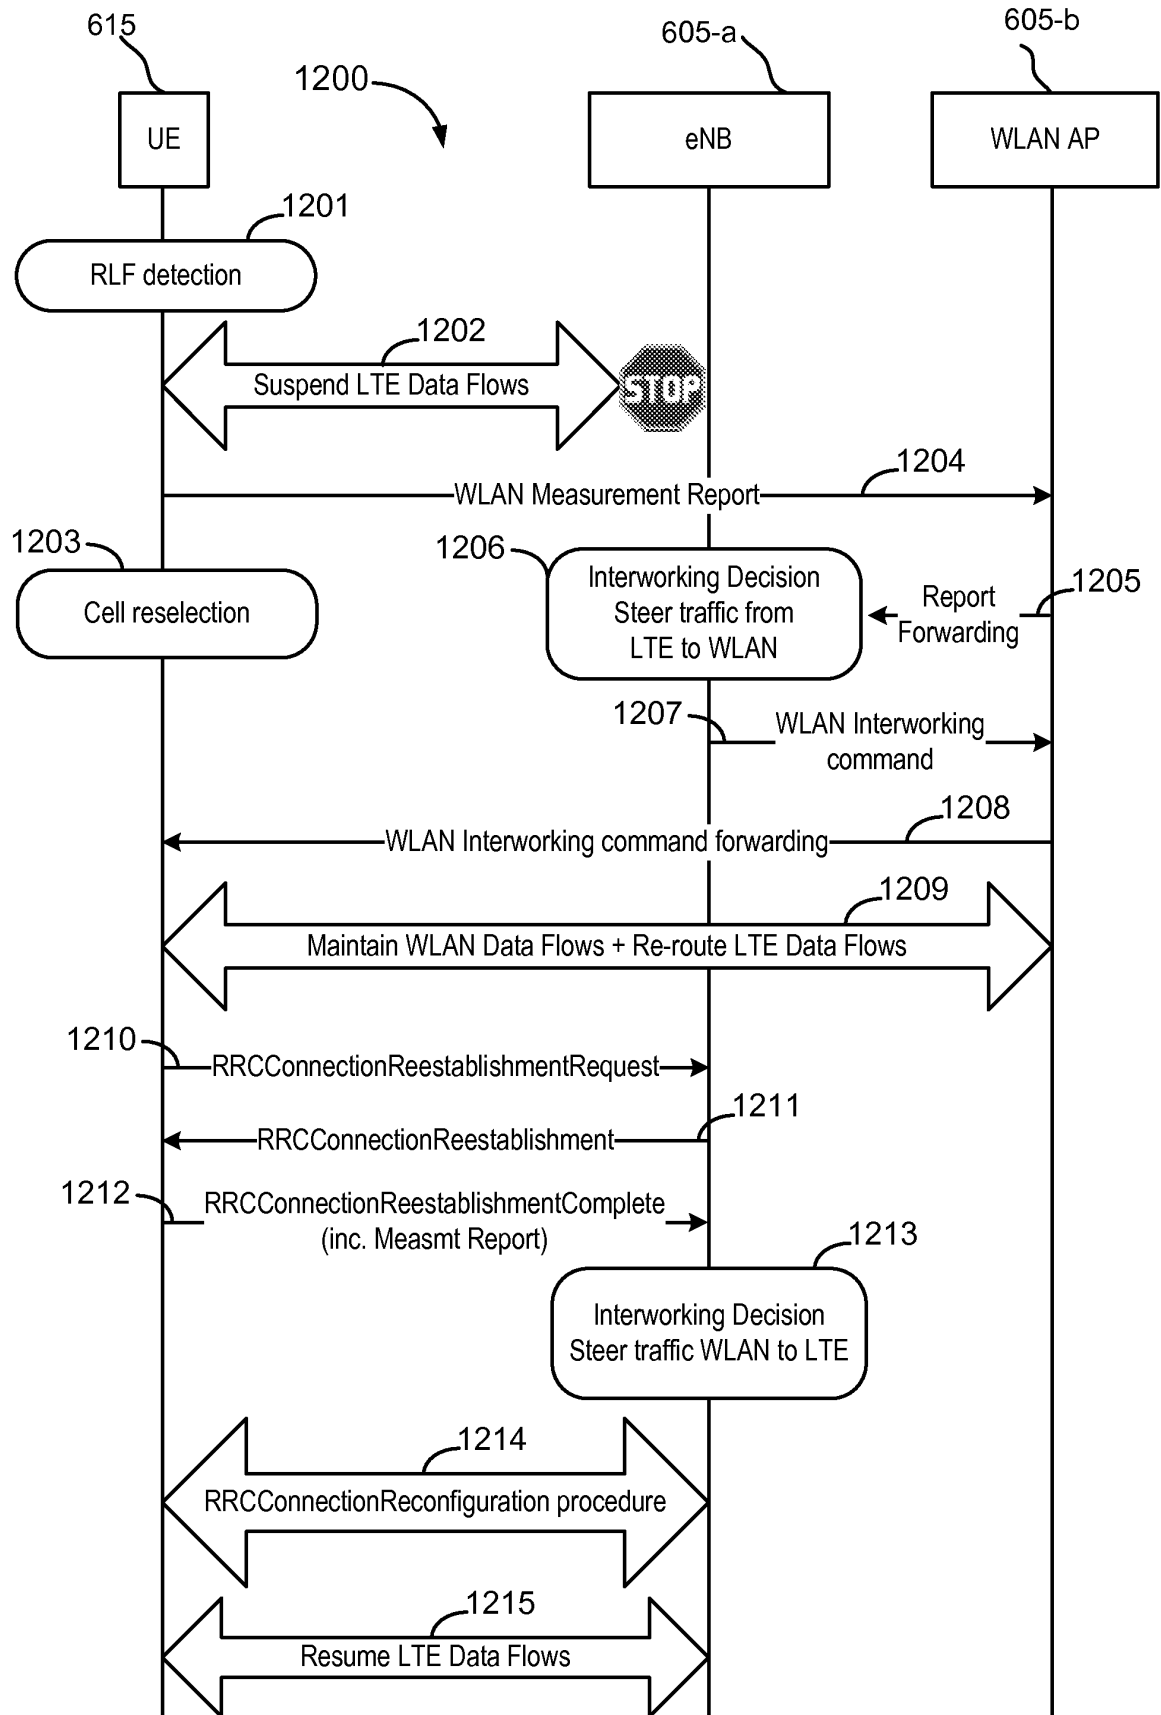 615
605-a
605-b
1200
UE
eNB
WLAN AP
1201
RLF detection
1202
Suspend LTE Data Flows
STOP
1204
WLAN Measurement Report
1203
Cell reselection
1206
Interworking Decision
Steer traffic from
LTE to WLAN
1205
Report
Forwarding
1207
WLAN Interworking
command
1208
WLAN Interworking command forwarding
1209
Maintain WLAN Data Flows + Re-route LTE Data Flows
1210
RRCConnectionReestablishmentRequest
1211
RRCConnectionReestablishment
1212
RRCConnectionReestablishmentComplete
(inc. Measmt Report)
1213
Interworking Decision
Steer traffic WLAN to LTE
1214
RRCConnectionReconfiguration procedure
1215
Resume LTE Data Flows